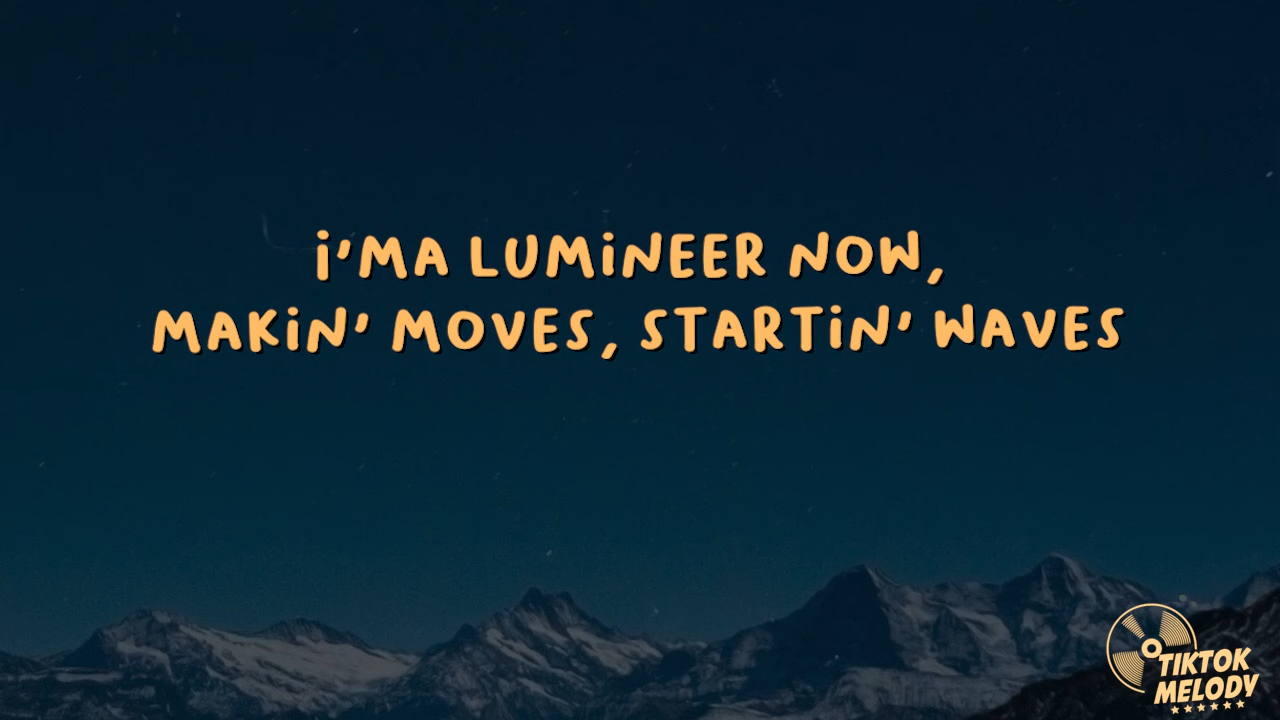 i'MA LUMiNEER NOW,
MAKiN' MOVES, STARTiN' WAVES
TIKTOK
MELODY